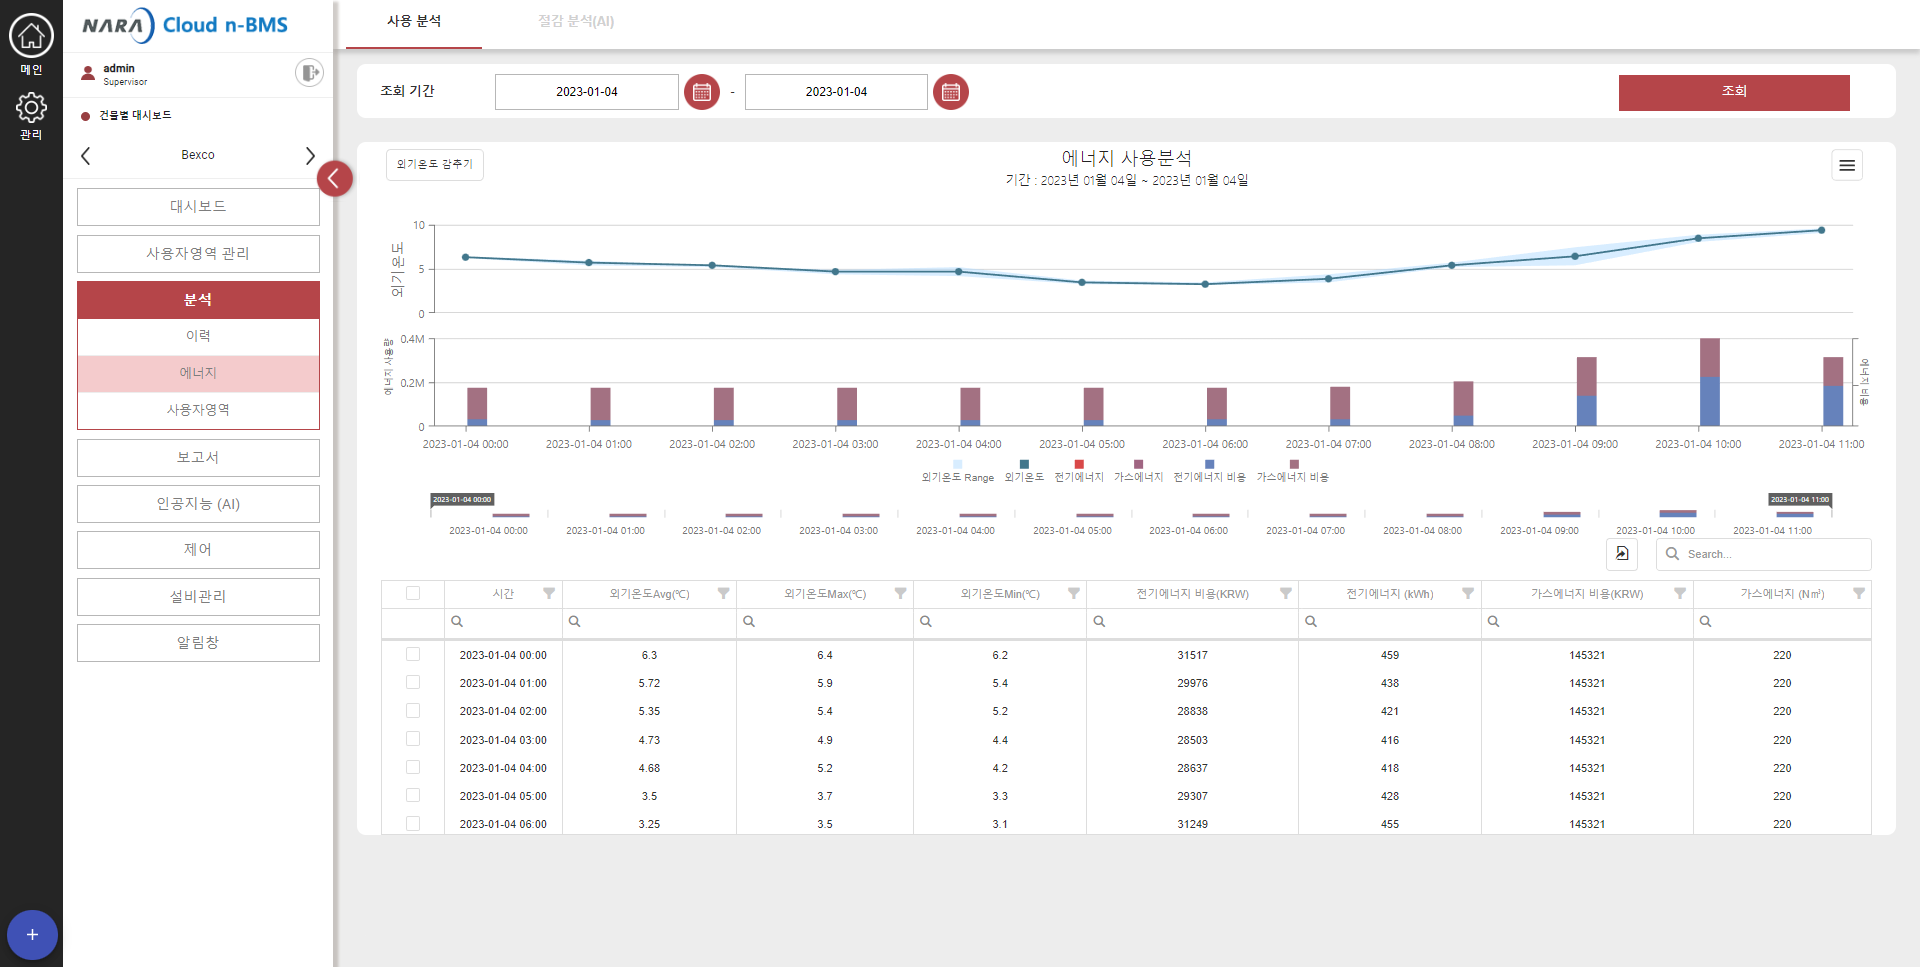 메인
관리
NARA Cloud n-BMS
admin
Supervisor
건물별 대시보드
Bexco
대시보드
사용자영역 관리
분석
이력
에너지
사용자영역
보고서
인공지능 (AI)
제어
설비관리
알림창
+
사용 분석 절감 분석(AI)
조회 기간 2023-01-04 - 2023-01-04 조회
외기온도 감추기
에너지 사용분석
기간 : 2023년 01월 04일 ~ 2023년 01월 04일
외기온도
10
5
0
에너지 사용량
0.4M
0.2M
0
에너지 비용
2023-01-04 00:00 2023-01-04 01:00 2023-01-04 02:00 2023-01-04 03:00 2023-01-04 04:00 2023-01-04 05:00 2023-01-04 06:00 2023-01-04 07:00 2023-01-04 08:00 2023-01-04 09:00 2023-01-04 10:00 2023-01-04 11:00
외기온도 Range 외기온도 전기에너지 가스에너지 전기에너지 비용 가스에너지 비용
2023-01-04 00:00 2023-01-04 11:00
2023-01-04 00:00 2023-01-04 01:00 2023-01-04 02:00 2023-01-04 03:00 2023-01-04 04:00 2023-01-04 05:00 2023-01-04 06:00 2023-01-04 07:00 2023-01-04 08:00 2023-01-04 09:00 2023-01-04 10:00 2023-01-04 11:00
Search...
시간 외기온도Avg(℃) 외기온도Max(℃) 외기온도Min(℃) 전기에너지 비용(KRW) 전기에너지 (kWh) 가스에너지 비용(KRW) 가스에너지 (N㎥)
2023-01-04 00:00 6.3 6.4 6.2 31517 459 145321 220
2023-01-04 01:00 5.72 5.9 5.4 29976 438 145321 220
2023-01-04 02:00 5.35 5.4 5.2 28838 421 145321 220
2023-01-04 03:00 4.73 4.9 4.4 28503 416 145321 220
2023-01-04 04:00 4.68 5.2 4.2 28637 418 145321 220
2023-01-04 05:00 3.5 3.7 3.3 29307 428 145321 220
2023-01-04 06:00 3.25 3.5 3.1 31249 455 145321 220